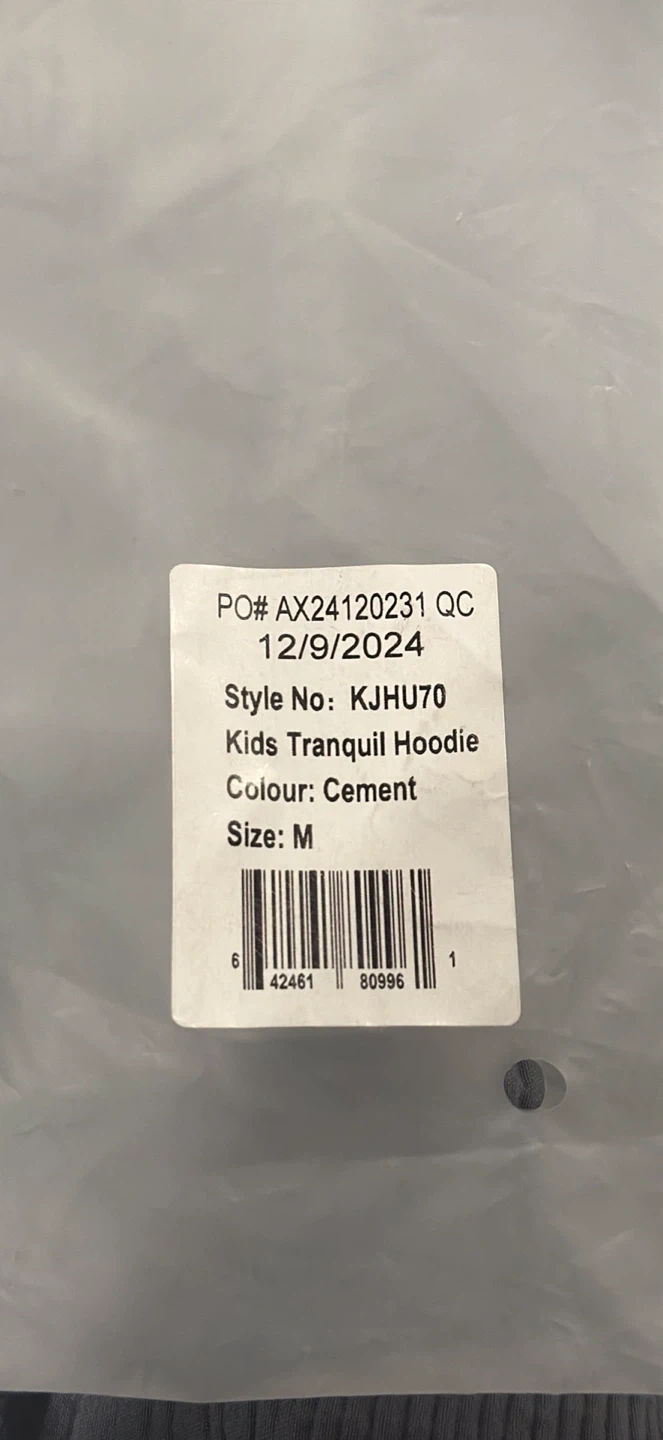 PO# AX24120231 QC
12/9/2024
Style No: KJHU70
Kids Tranquil Hoodie
Colour: Cement
Size: M
6 42461 80996 1